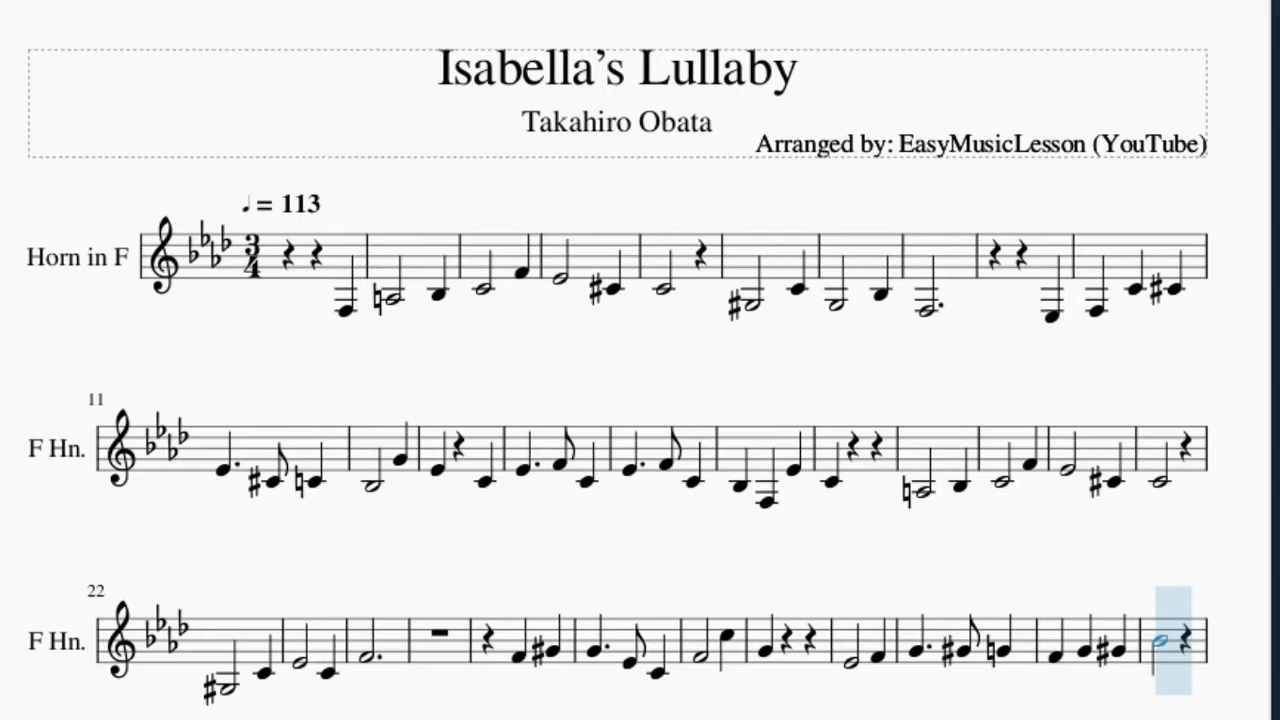 Isabella’s Lullaby
Takahiro Obata
Arranged by: EasyMusicLesson (YouTube)
♩ = 113
Horn in F
3
4
11
F Hn.
22
F Hn.